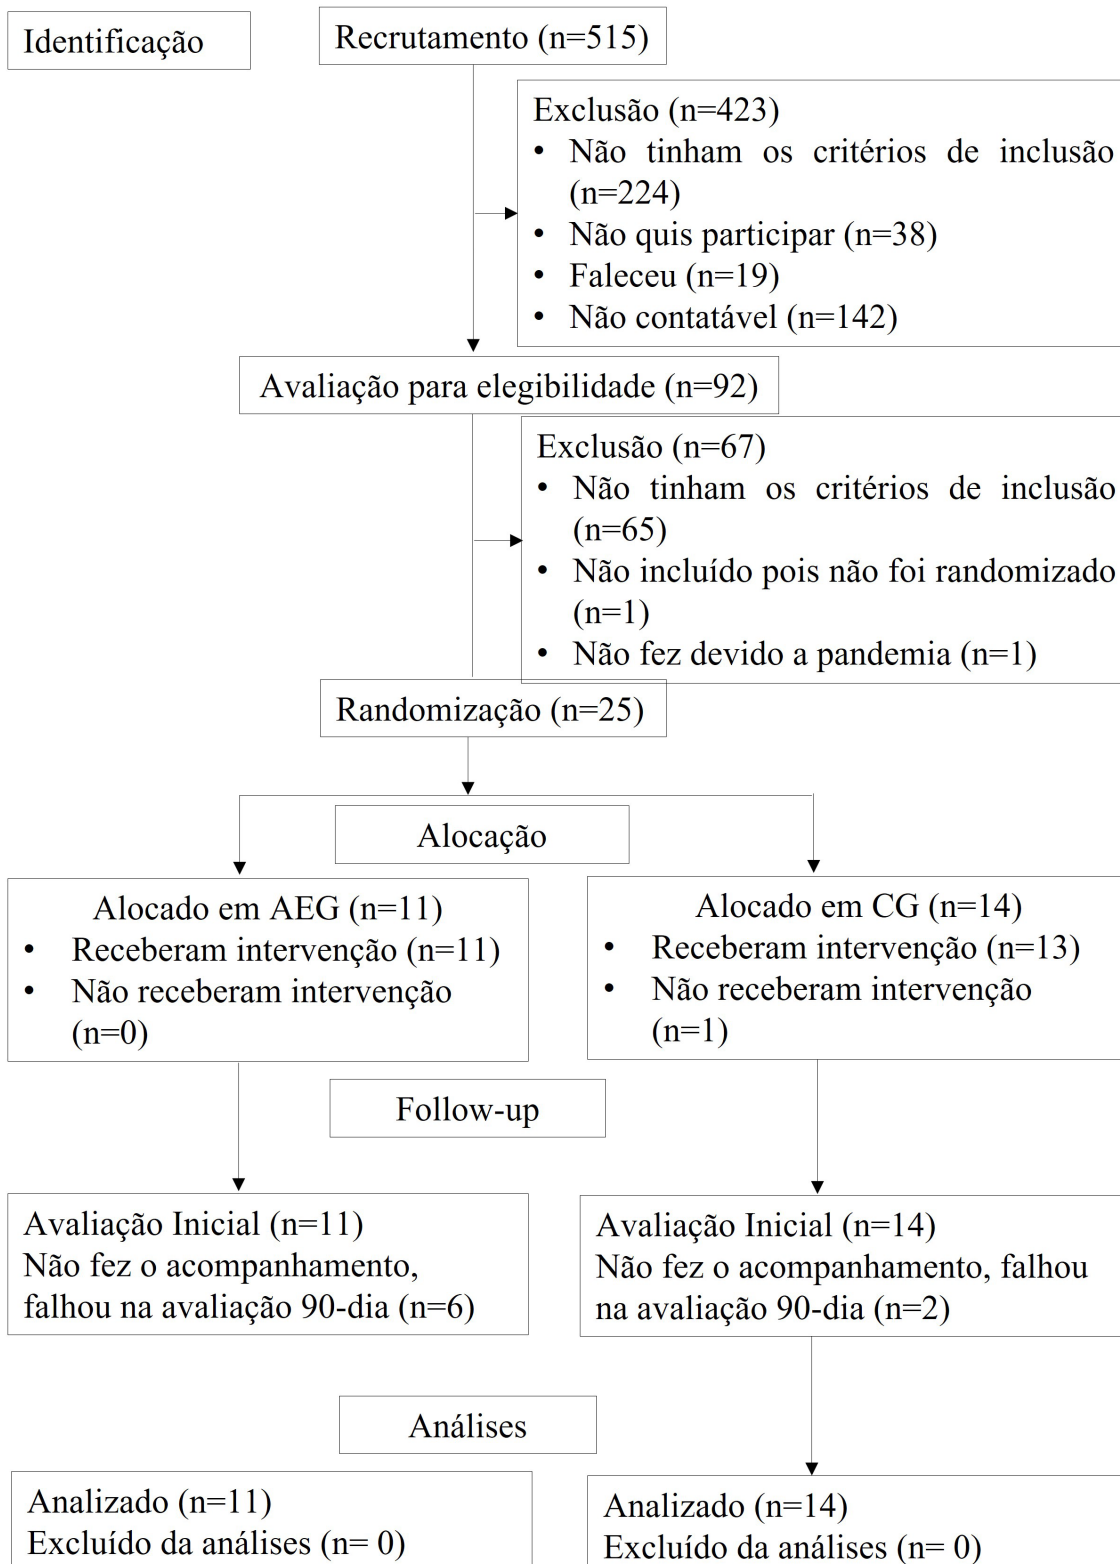 Identificação
Recrutamento (n=515)
Exclusão (n=423)
• Não tinham os critérios de inclusão
(n=224)
• Não quis participar (n=38)
• Faleceu (n=19)
• Não contatável (n=142)
Avaliação para elegibilidade (n=92)
Exclusão (n=67)
• Não tinham os critérios de inclusão
(n=65)
• Não incluído pois não foi randomizado
(n=1)
• Não fez devido a pandemia (n=1)
Randomização (n=25)
Alocação
Alocado em AEG (n=11)
• Receberam intervenção (n=11)
• Não receberam intervenção
(n=0)
Alocado em CG (n=14)
• Receberam intervenção (n=13)
• Não receberam intervenção
(n=1)
Follow-up
Avaliação Inicial (n=11)
Não fez o acompanhamento,
falhou na avaliação 90-dia (n=6)
Avaliação Inicial (n=14)
Não fez o acompanhamento, falhou
na avaliação 90-dia (n=2)
Análises
Analizado (n=11)
Excluído da análises (n= 0)
Analizado (n=14)
Excluído da análises (n= 0)